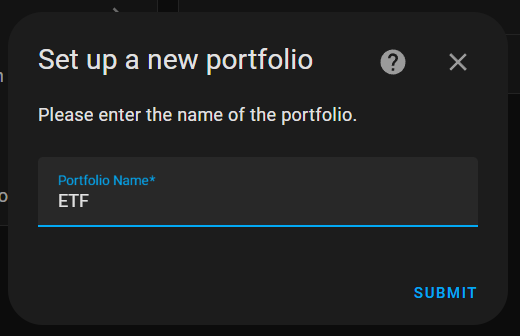 Set up a new portfolio
Please enter the name of the portfolio.
Portfolio Name*
ETF
SUBMIT